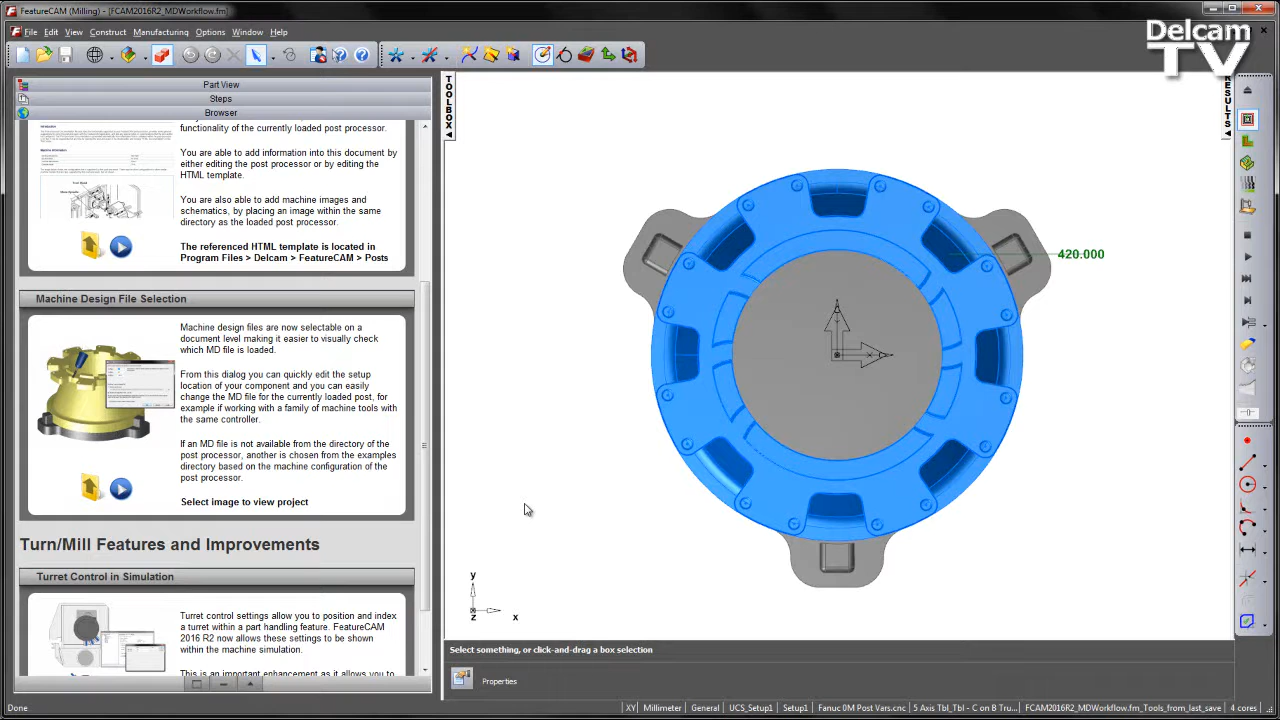 FeatureCAM (Milling) - [FCAM2016R2_MDWorkflow.fm]
File Edit View Construct Manufacturing Options Window Help
Delcam
TV
Part View
Steps
Browser
TOOLBOX
RESULTS
functionality of the currently loaded post processor.
You are able to add information into this document by
either editing the post processor or by editing the
HTML template.
You are also able to add machine images and
schematics, by placing an image within the same
directory as the loaded post processor.
The referenced HTML template is located in
Program Files > Delcam > FeatureCAM > Posts
Machine Design File Selection
Machine design files are now selectable on a
document level making it easier to visually check
which MD file is loaded.
From this dialog you can quickly edit the setup
location of your component and you can easily
change the MD file for the currently loaded post, for
example if working with a family of machine tools with
the same controller.
If an MD file is not available from the directory of the
post processor, another is chosen from the examples
directory based on the machine configuration of the
post processor.
Select image to view project
Turn/Mill Features and Improvements
Turret Control in Simulation
Turret control settings allow you to position and index
a turret within a part handling feature. FeatureCAM
2016 R2 now allows these settings to be shown
within the machine simulation.
This is an important enhancement as it allows you to
420.000
y
z x
Select something, or click-and-drag a box selection
Properties
Done XY Millimeter General UCS_Setup1 Setup1 Fanuc 0M Post Vars.cnc 5 Axis Tbl_Tbl - C on B Tru... FCAM2016R2_MDWorkflow.fm_Tools_from_last_save 4 cores